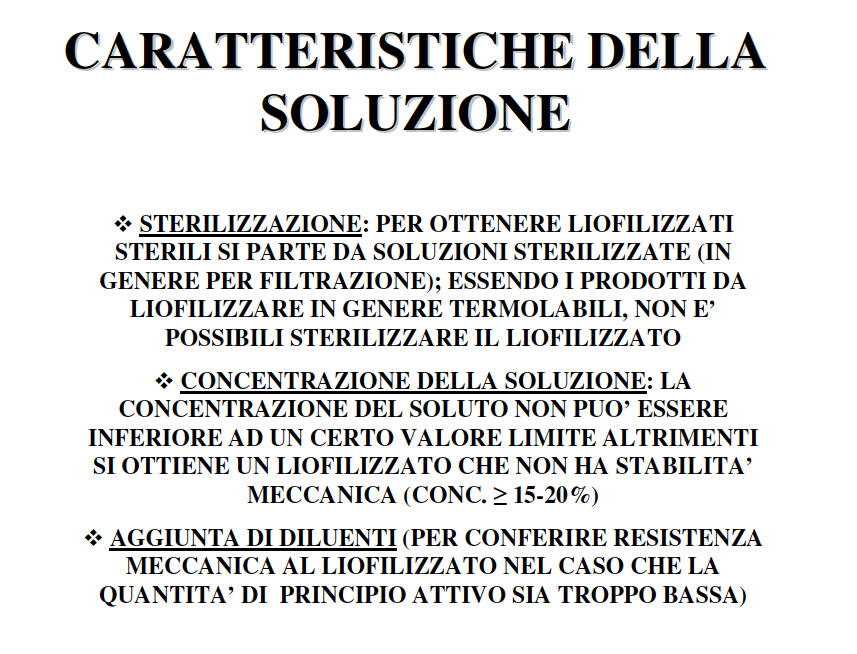 CARATTERISTICHE DELLA
SOLUZIONE
❖ STERILIZZAZIONE: PER OTTENERE LIOFILIZZATI
STERILI SI PARTE DA SOLUZIONI STERILIZZATE (IN
GENERE PER FILTRAZIONE); ESSENDO I PRODOTTI DA
LIOFILIZZARE IN GENERE TERMOLABILI, NON E’
POSSIBILI STERILIZZARE IL LIOFILIZZATO
❖ CONCENTRAZIONE DELLA SOLUZIONE: LA
CONCENTRAZIONE DEL SOLUTO NON PUO’ ESSERE
INFERIORE AD UN CERTO VALORE LIMITE ALTRIMENTI
SI OTTIENE UN LIOFILIZZATO CHE NON HA STABILITA’
MECCANICA (CONC. ≥ 15-20%)
❖ AGGIUNTA DI DILUENTI (PER CONFERIRE RESISTENZA
MECCANICA AL LIOFILIZZATO NEL CASO CHE LA
QUANTITA’ DI PRINCIPIO ATTIVO SIA TROPPO BASSA)